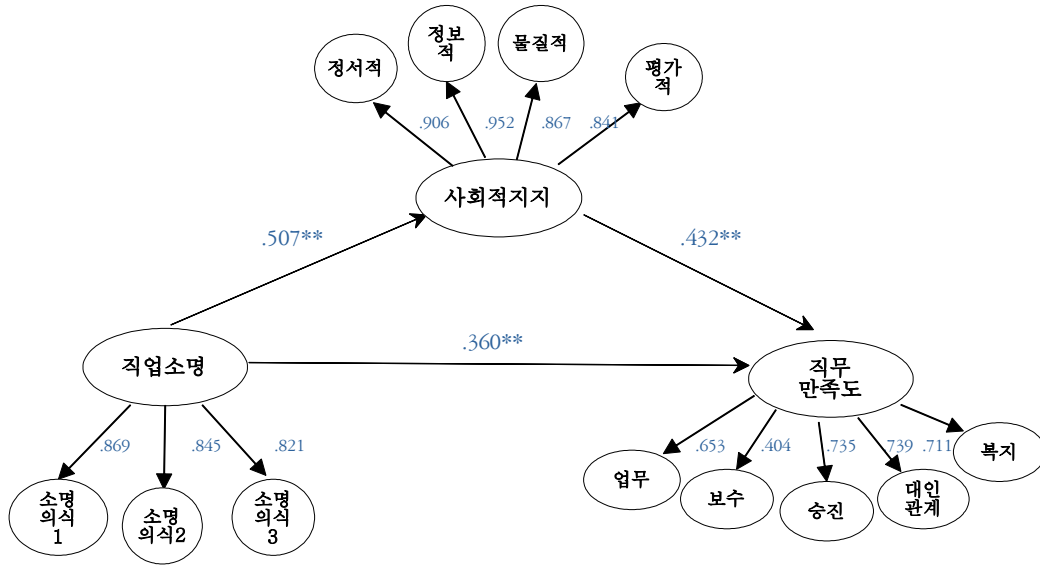 정서적
정보
적
물질적
평가
적
.906
.952
.867
.841
사회적지지
.507**
.432**
직업소명
.360**
직무
만족도
.869
.845
.821
.653
.404
.735
.739
.711
소명
의식
1
소명
의식2
소명
의식
3
업무
보수
승진
대인
관계
복지